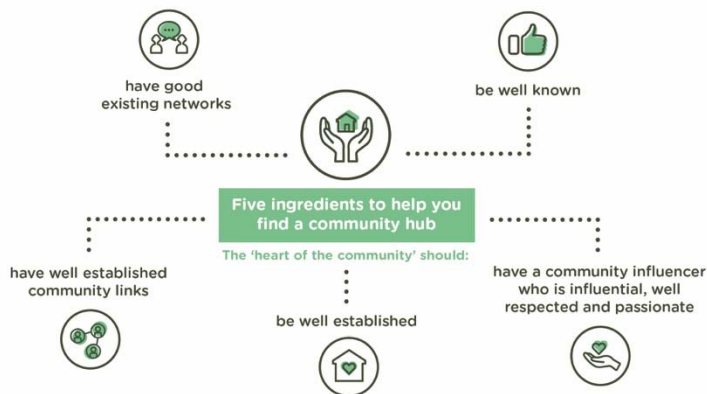 have good
existing networks
be well known
Five ingredients to help you
find a community hub
The ‘heart of the community’ should:
have well established
community links
be well established
have a community influencer
who is influential, well
respected and passionate